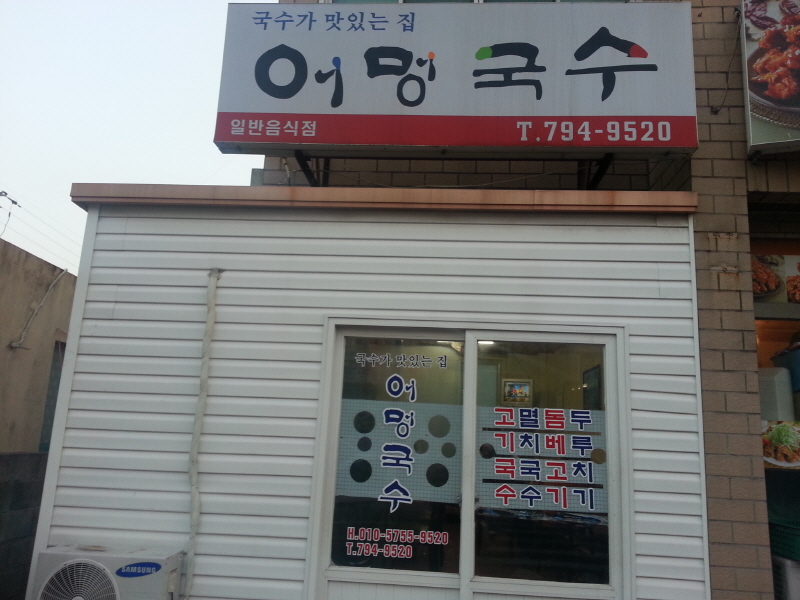 국수가 맛있는 집
어멍국수
일반음식점
T.794-9520
국수가 맛있는 집
어멍국수
H.010-5755-9520
T.794-9520
고기국수
멸치국수
돔베고기
두루치기
SAMSUNG